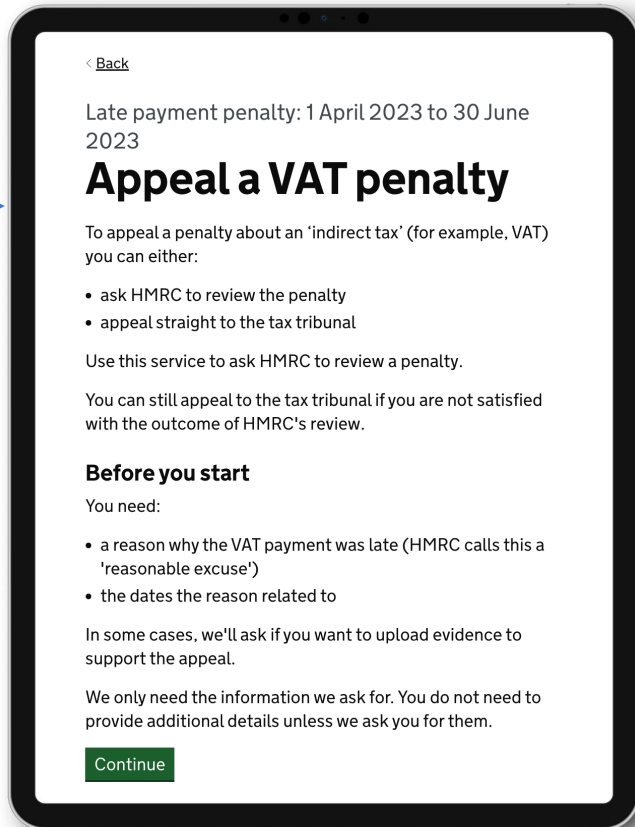 < Back
Late payment penalty: 1 April 2023 to 30 June
2023
Appeal a VAT penalty
To appeal a penalty about an ‘indirect tax’ (for example, VAT)
you can either:
• ask HMRC to review the penalty
• appeal straight to the tax tribunal
Use this service to ask HMRC to review a penalty.
You can still appeal to the tax tribunal if you are not satisfied
with the outcome of HMRC's review.
Before you start
You need:
• a reason why the VAT payment was late (HMRC calls this a
'reasonable excuse')
• the dates the reason related to
In some cases, we'll ask if you want to upload evidence to
support the appeal.
We only need the information we ask for. You do not need to
provide additional details unless we ask you for them.
Continue